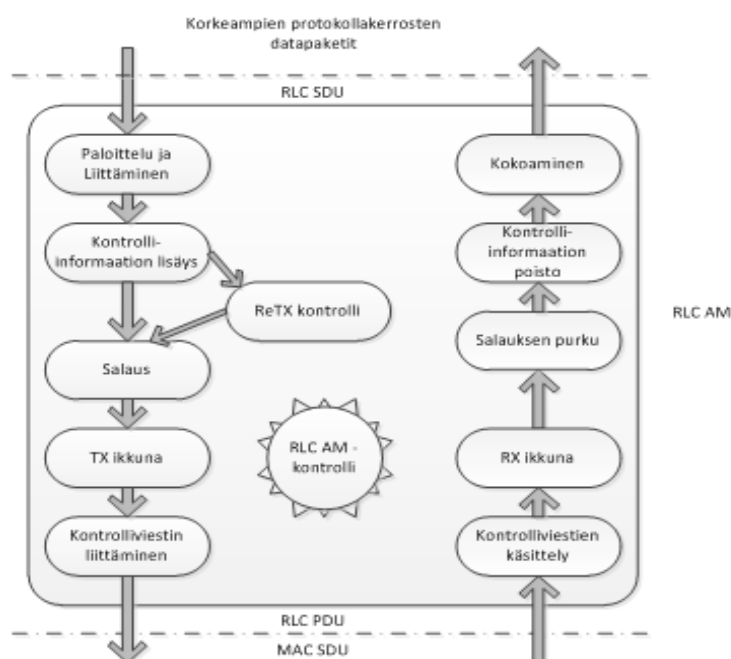 Korkeampien protokollakerrosten
datapaketit
RLC SDU
Paloittelu ja
Liittäminen
Kontrolli-
informaation lisäys
ReTX kontrolli
Salaus
TX ikkuna
Kontrolliviestin
liittäminen
RLC AM -
kontrolli
Kokoaminen
Kontrolli-
informaation
poisto
Salauksen purku
RX ikkuna
Kontrolliviestien
käsittely
RLC AM
RLC PDU
MAC SDU